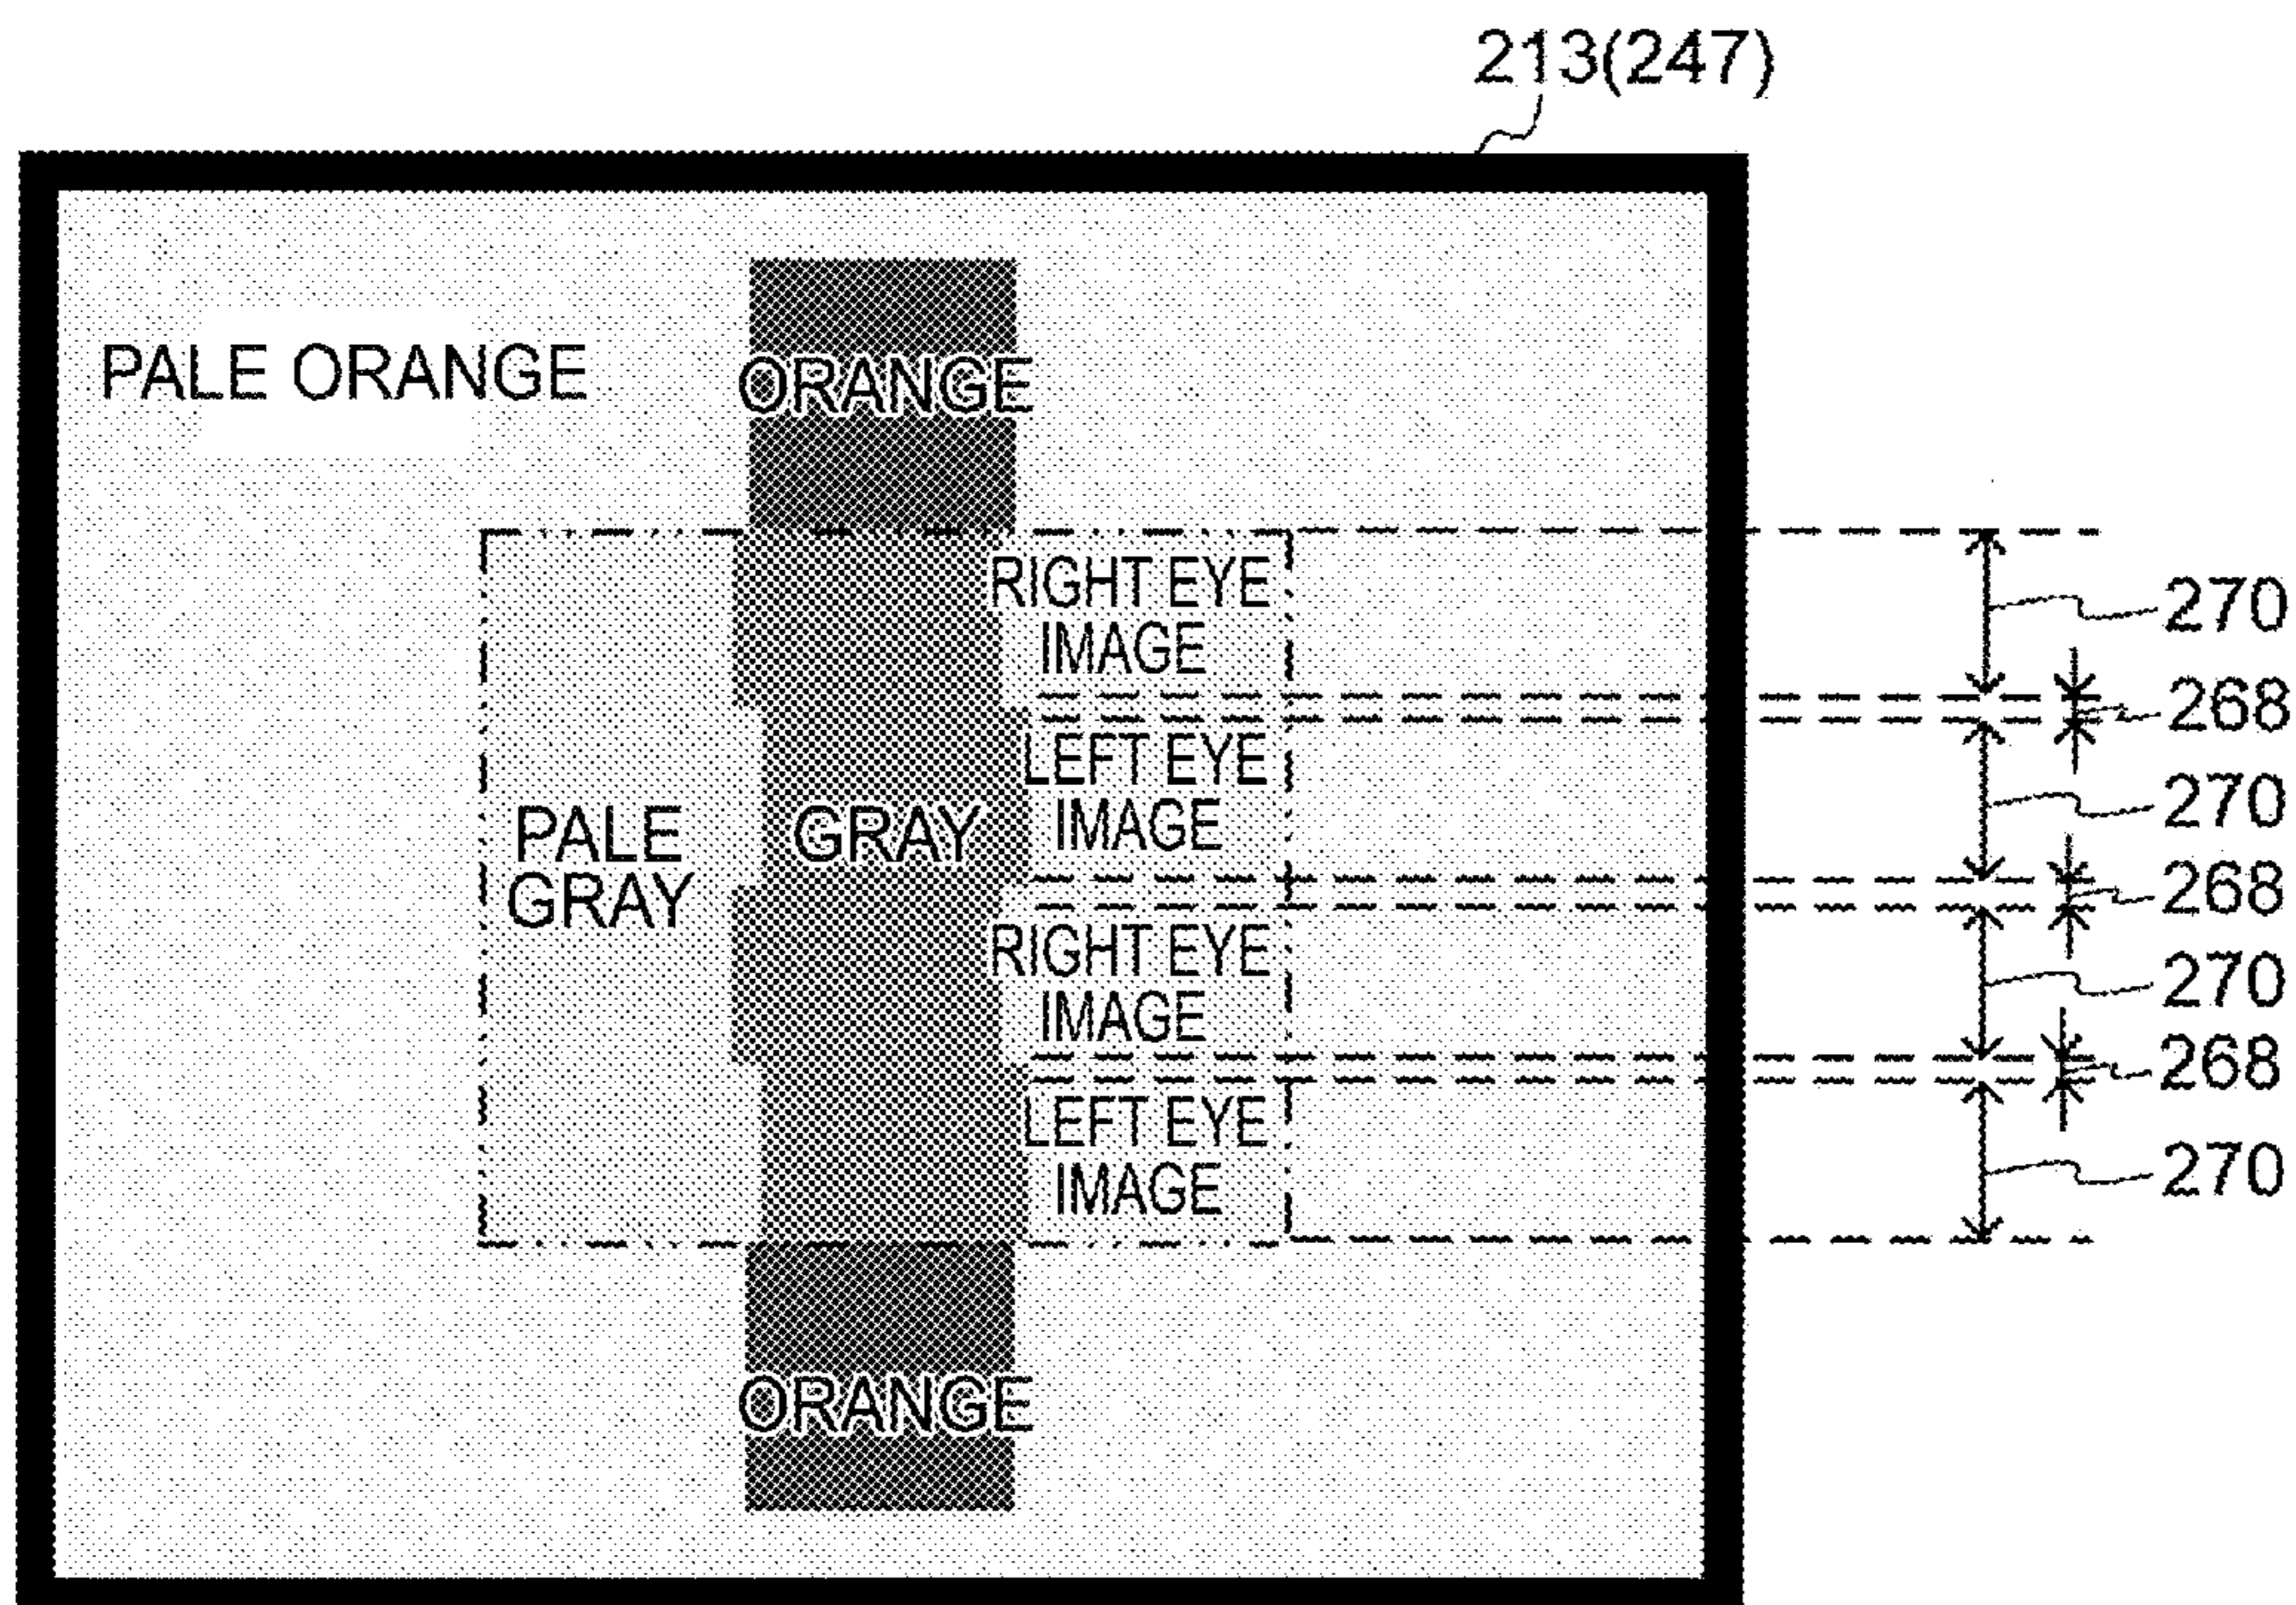 213(247)
PALE ORANGE
ORANGE
RIGHT EYE
IMAGE
270
268
LEFT EYE
IMAGE
270
PALE
GRAY
GRAY
268
RIGHT EYE
IMAGE
270
268
LEFT EYE
IMAGE
270
ORANGE